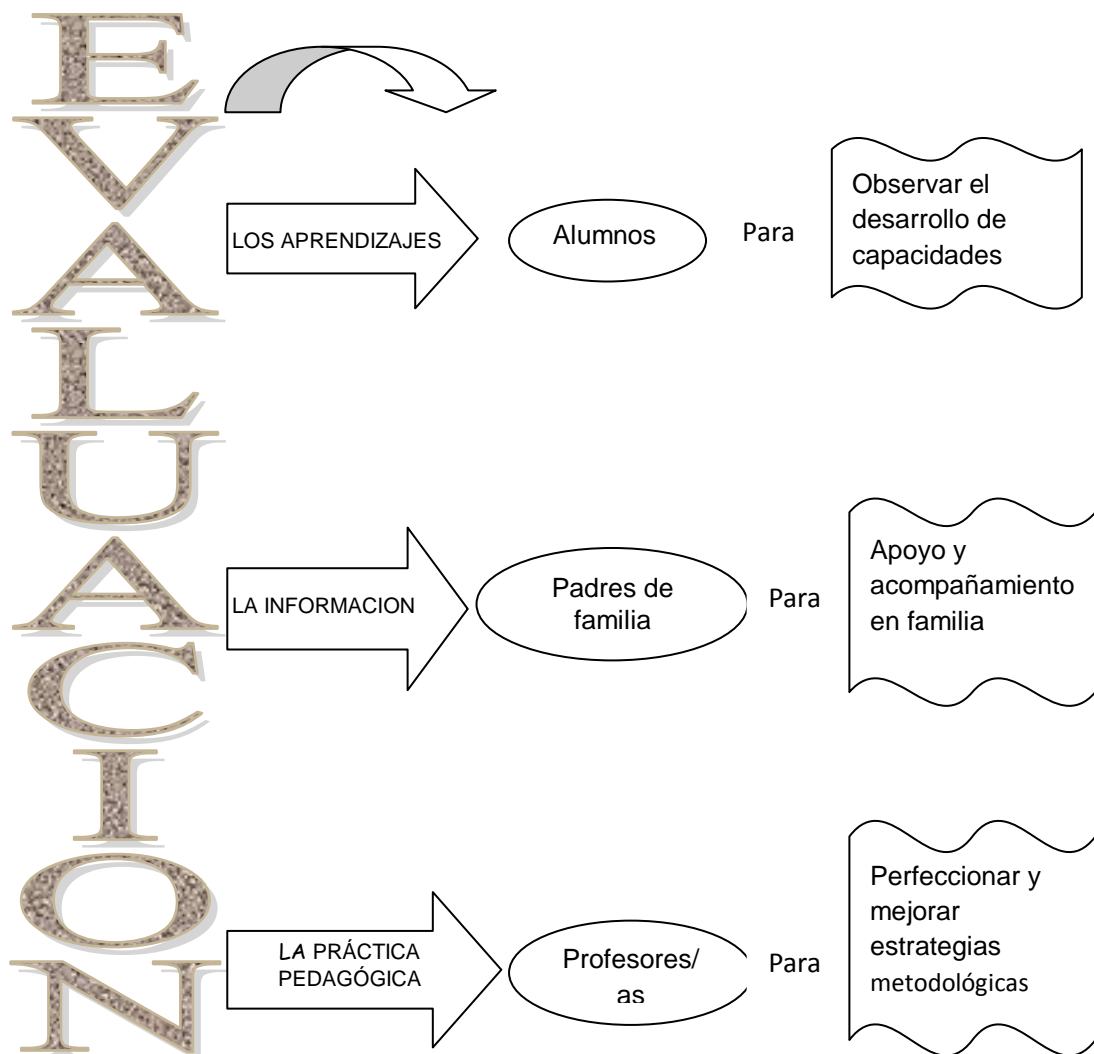 EVALUACION
LOS APRENDIZAJES
Alumnos
Para
Observar el
desarrollo de
capacidades
LA INFORMACION
Padres de
familia
Para
Apoyo y
acompañamiento
en familia
LA PRÁCTICA
PEDAGÓGICA
Profesores/
as
Para
Perfeccionar y
mejorar
estrategias
metodológicas